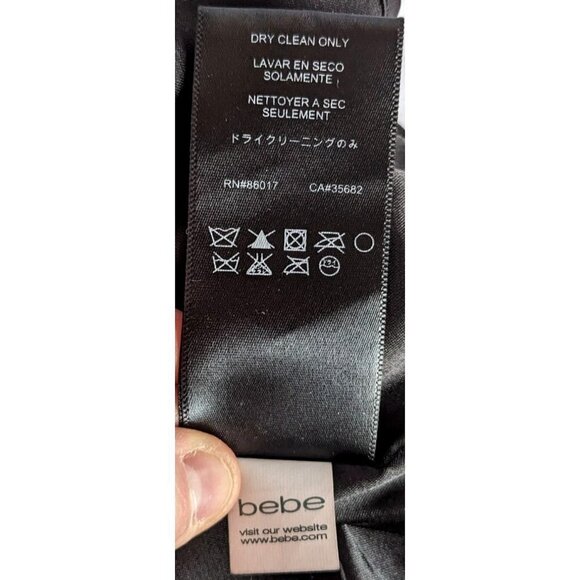 DRY CLEAN ONLY
LAVAR EN SECO
SOLAMENTE
NETTOYER A SEC
SEULEMENT
ドライクリーニングのみ
RN#86017 CA#35682
bebe
visit our website
www.bebe.com